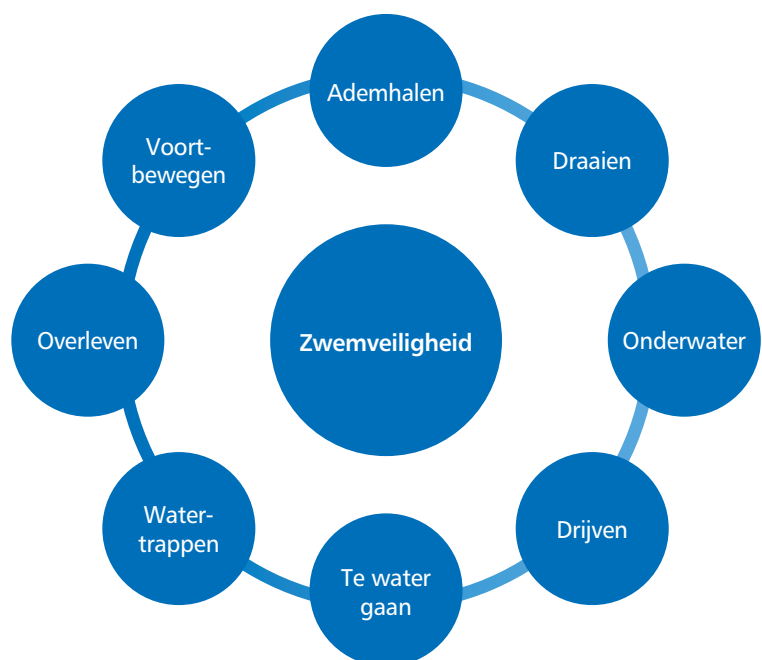 Ademhalen
Draaien
Onderwater
Drijven
Te water
gaan
Water-
trappen
Overleven
Voort-
bewegen
Zwemveiligheid